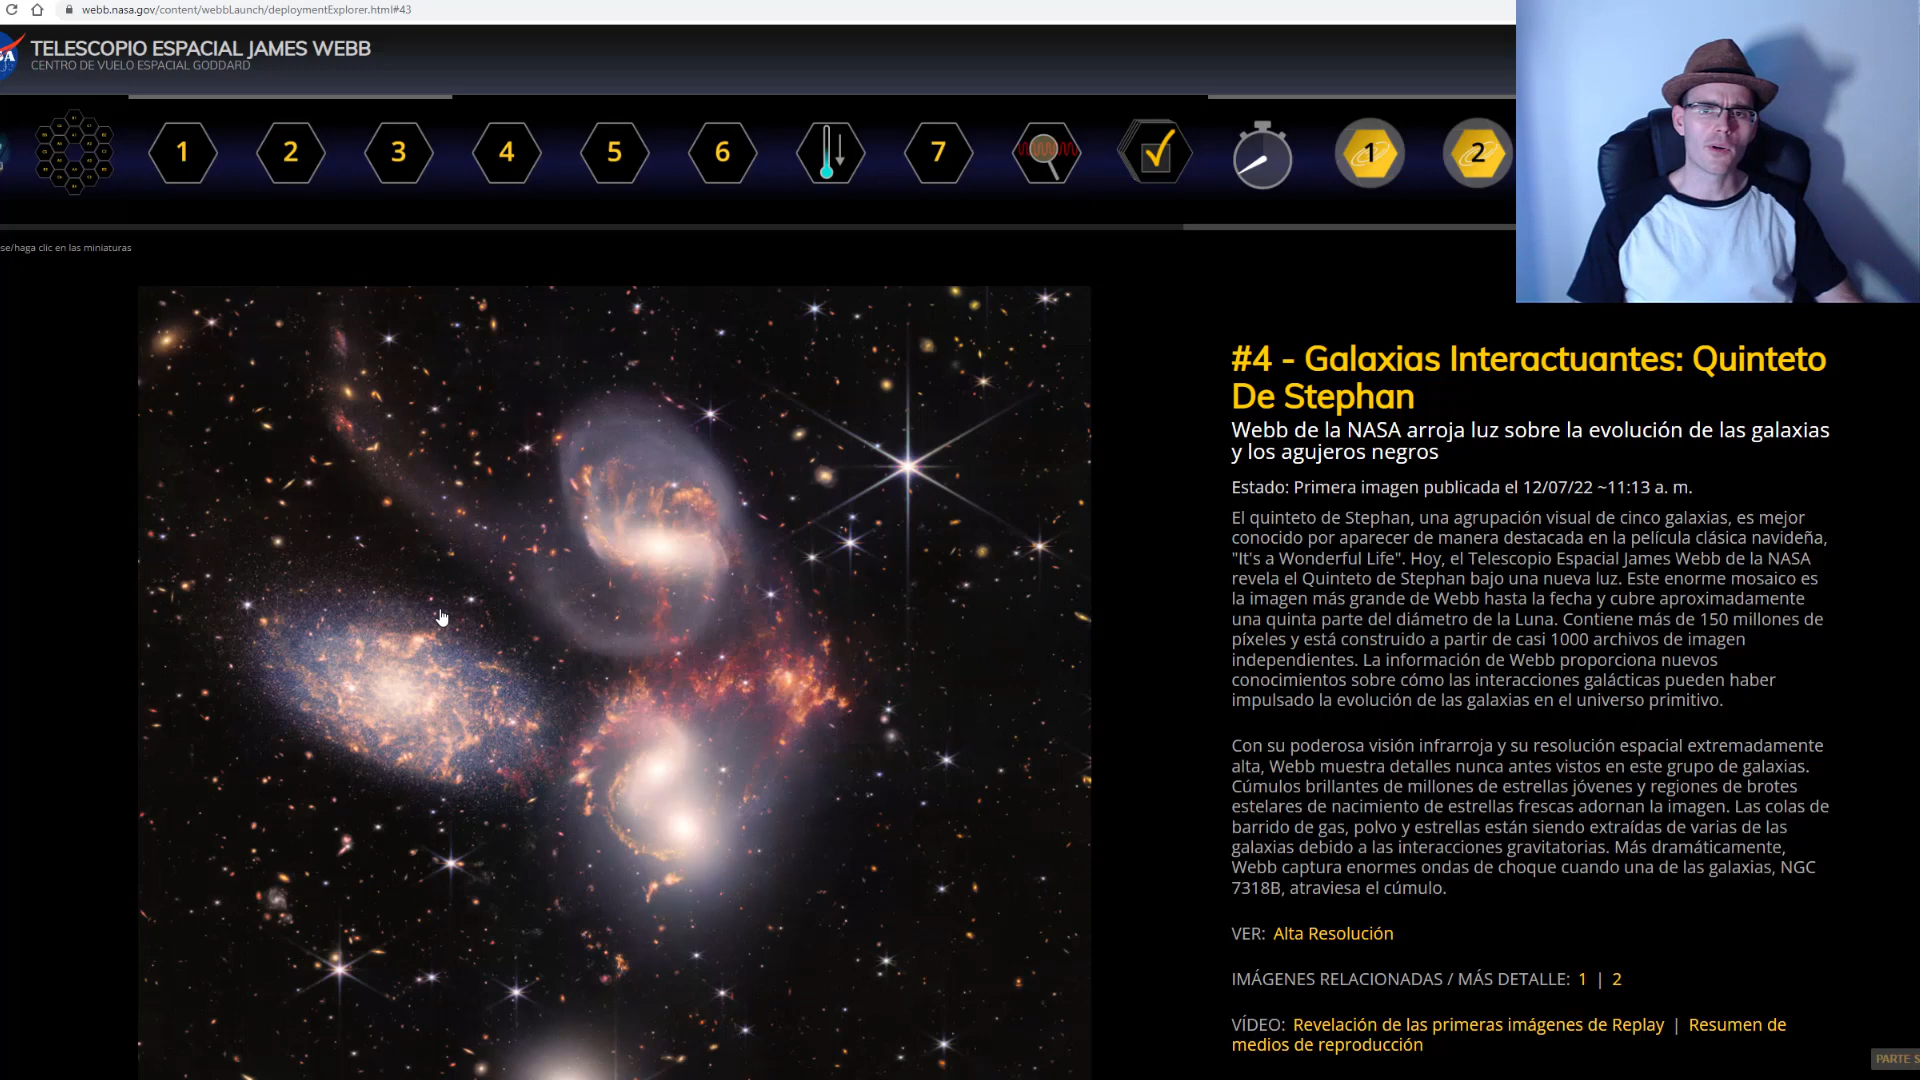 webb.nasa.gov/content/webbLaunch/deploymentExplorer.html#43
TELESCOPIO ESPACIAL JAMES WEBB
CENTRO DE VUELO ESPACIAL GODDARD
1 2 3 4 5 6 7 1 2
se/haga clic en las miniaturas
#4 - Galaxias Interactuantes: Quinteto
De Stephan
Webb de la NASA arroja luz sobre la evolución de las galaxias
y los agujeros negros
Estado: Primera imagen publicada el 12/07/22 ~11:13 a. m.
El quinteto de Stephan, una agrupación visual de cinco galaxias, es mejor
conocido por aparecer de manera destacada en la película clásica navideña,
"It's a Wonderful Life". Hoy, el Telescopio Espacial James Webb de la NASA
revela el Quinteto de Stephan bajo una nueva luz. Este enorme mosaico es
la imagen más grande de Webb hasta la fecha y cubre aproximadamente
una quinta parte del diámetro de la Luna. Contiene más de 150 millones de
píxeles y está construido a partir de casi 1000 archivos de imagen
independientes. La información de Webb proporciona nuevos
conocimientos sobre cómo las interacciones galácticas pueden haber
impulsado la evolución de las galaxias en el universo primitivo.
Con su poderosa visión infrarroja y su resolución espacial extremadamente
alta, Webb muestra detalles nunca antes vistos en este grupo de galaxias.
Cúmulos brillantes de millones de estrellas jóvenes y regiones de brotes
estelares de nacimiento de estrellas frescas adornan la imagen. Las colas de
barrido de gas, polvo y estrellas están siendo extraídas de varias de las
galaxias debido a las interacciones gravitatorias. Más dramáticamente,
Webb captura enormes ondas de choque cuando una de las galaxias, NGC
7318B, atraviesa el cúmulo.
VER: Alta Resolución
IMÁGENES RELACIONADAS / MÁS DETALLE: 1 | 2
VÍDEO: Revelación de las primeras imágenes de Replay | Resumen de
medios de reproducción
PARTE S